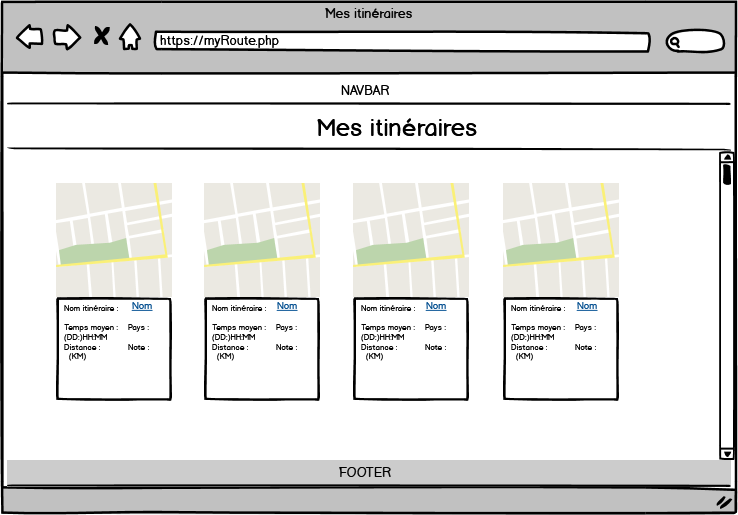 Mes itinéraires
https://myRoute.php
NAVBAR
Mes itinéraires
Nom itinéraire : Nom
Temps moyen : Pays :
(DD:)HH:MM
Distance : Note :
(KM)
Nom itinéraire : Nom
Temps moyen : Pays :
(DD:)HH:MM
Distance : Note :
(KM)
Nom itinéraire : Nom
Temps moyen : Pays :
(DD:)HH:MM
Distance : Note :
(KM)
Nom itinéraire : Nom
Temps moyen : Pays :
(DD:)HH:MM
Distance : Note :
(KM)
FOOTER